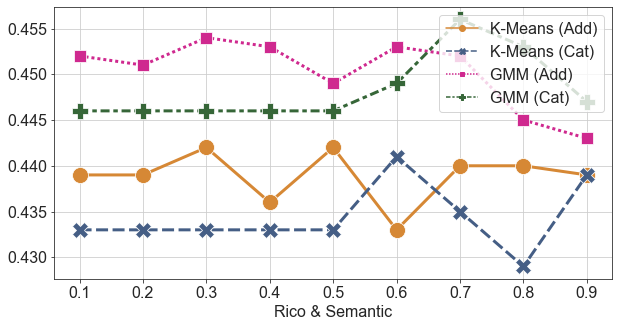 0.455
0.450
0.445
0.440
0.435
0.430
K-Means (Add)
K-Means (Cat)
GMM (Add)
GMM (Cat)
0.1 0.2 0.3 0.4 0.5 0.6 0.7 0.8 0.9
Rico & Semantic